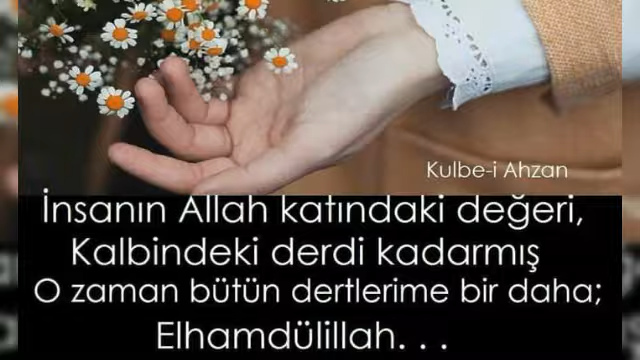 Kulbe-i Ahzan
İnsanın Allah katındaki değeri,
Kalbindeki derdi kadarmış
O zaman bütün dertlerime bir daha;
Elhamdülillah. . .